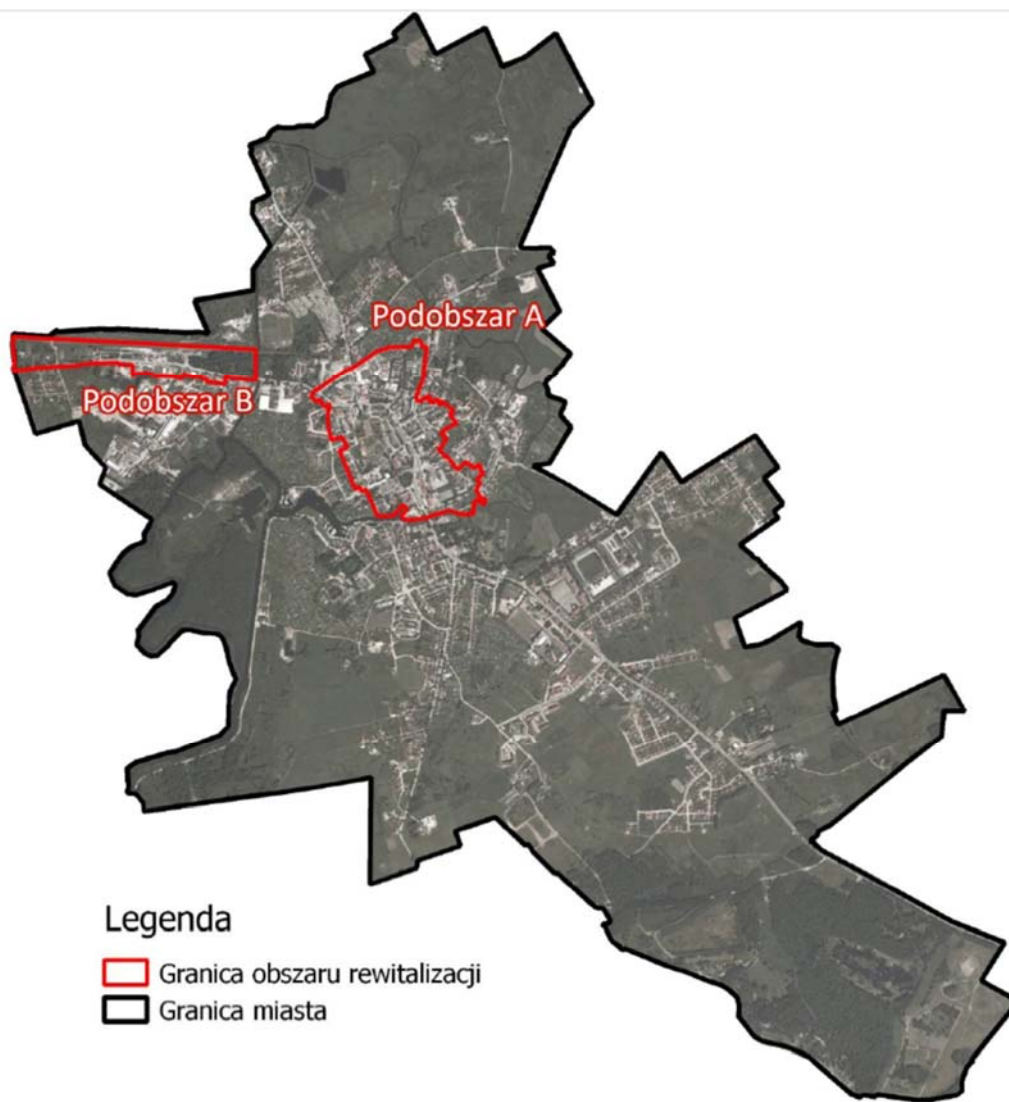 Podobszar A
Podobszar B
Legenda
Granica obszaru rewitalizacji
Granica miasta